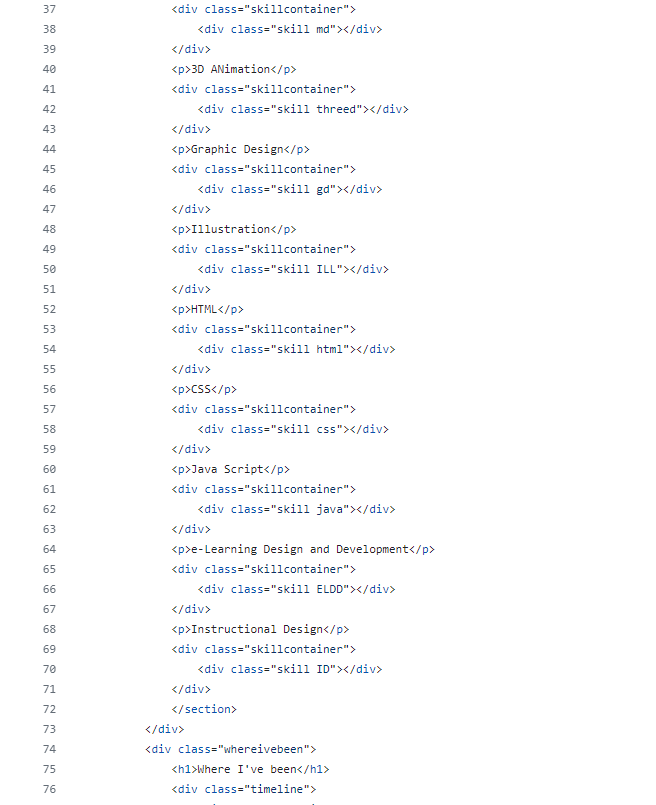 37 <div class="skillcontainer">
38 <div class="skill md"></div>
39 </div>
40 <p>3D ANimation</p>
41 <div class="skillcontainer">
42 <div class="skill threed"></div>
43 </div>
44 <p>Graphic Design</p>
45 <div class="skillcontainer">
46 <div class="skill gd"></div>
47 </div>
48 <p>Illustration</p>
49 <div class="skillcontainer">
50 <div class="skill ILL"></div>
51 </div>
52 <p>HTML</p>
53 <div class="skillcontainer">
54 <div class="skill html"></div>
55 </div>
56 <p>CSS</p>
57 <div class="skillcontainer">
58 <div class="skill css"></div>
59 </div>
60 <p>Java Script</p>
61 <div class="skillcontainer">
62 <div class="skill java"></div>
63 </div>
64 <p>e-Learning Design and Development</p>
65 <div class="skillcontainer">
66 <div class="skill ELDD"></div>
67 </div>
68 <p>Instructional Design</p>
69 <div class="skillcontainer">
70 <div class="skill ID"></div>
71 </div>
72 </section>
73 </div>
74 <div class="whereivebeen">
75 <h1>Where I've been</h1>
76 <div class="timeline">